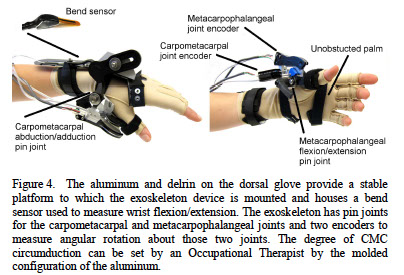 Bend sensor
Metacarpophalangeal
joint encoder
Carpometacarpal
joint encoder
Unobstucted palm
Carpometacarpal
abduction/adduction
pin joint
Metacarpophalangeal
flexion/extension
pin joint
Figure 4. The aluminum and delrin on the dorsal glove provide a stable
platform to which the exoskeleton device is mounted and houses a bend
sensor used to measure wrist flexion/extension. The exoskeleton has pin joints
for the carpometacarpal and metacarpophalangeal joints and two encoders to
measure angular rotation about those two joints. The degree of CMC
circumduction can be set by an Occupational Therapist by the molded
configuration of the aluminum.